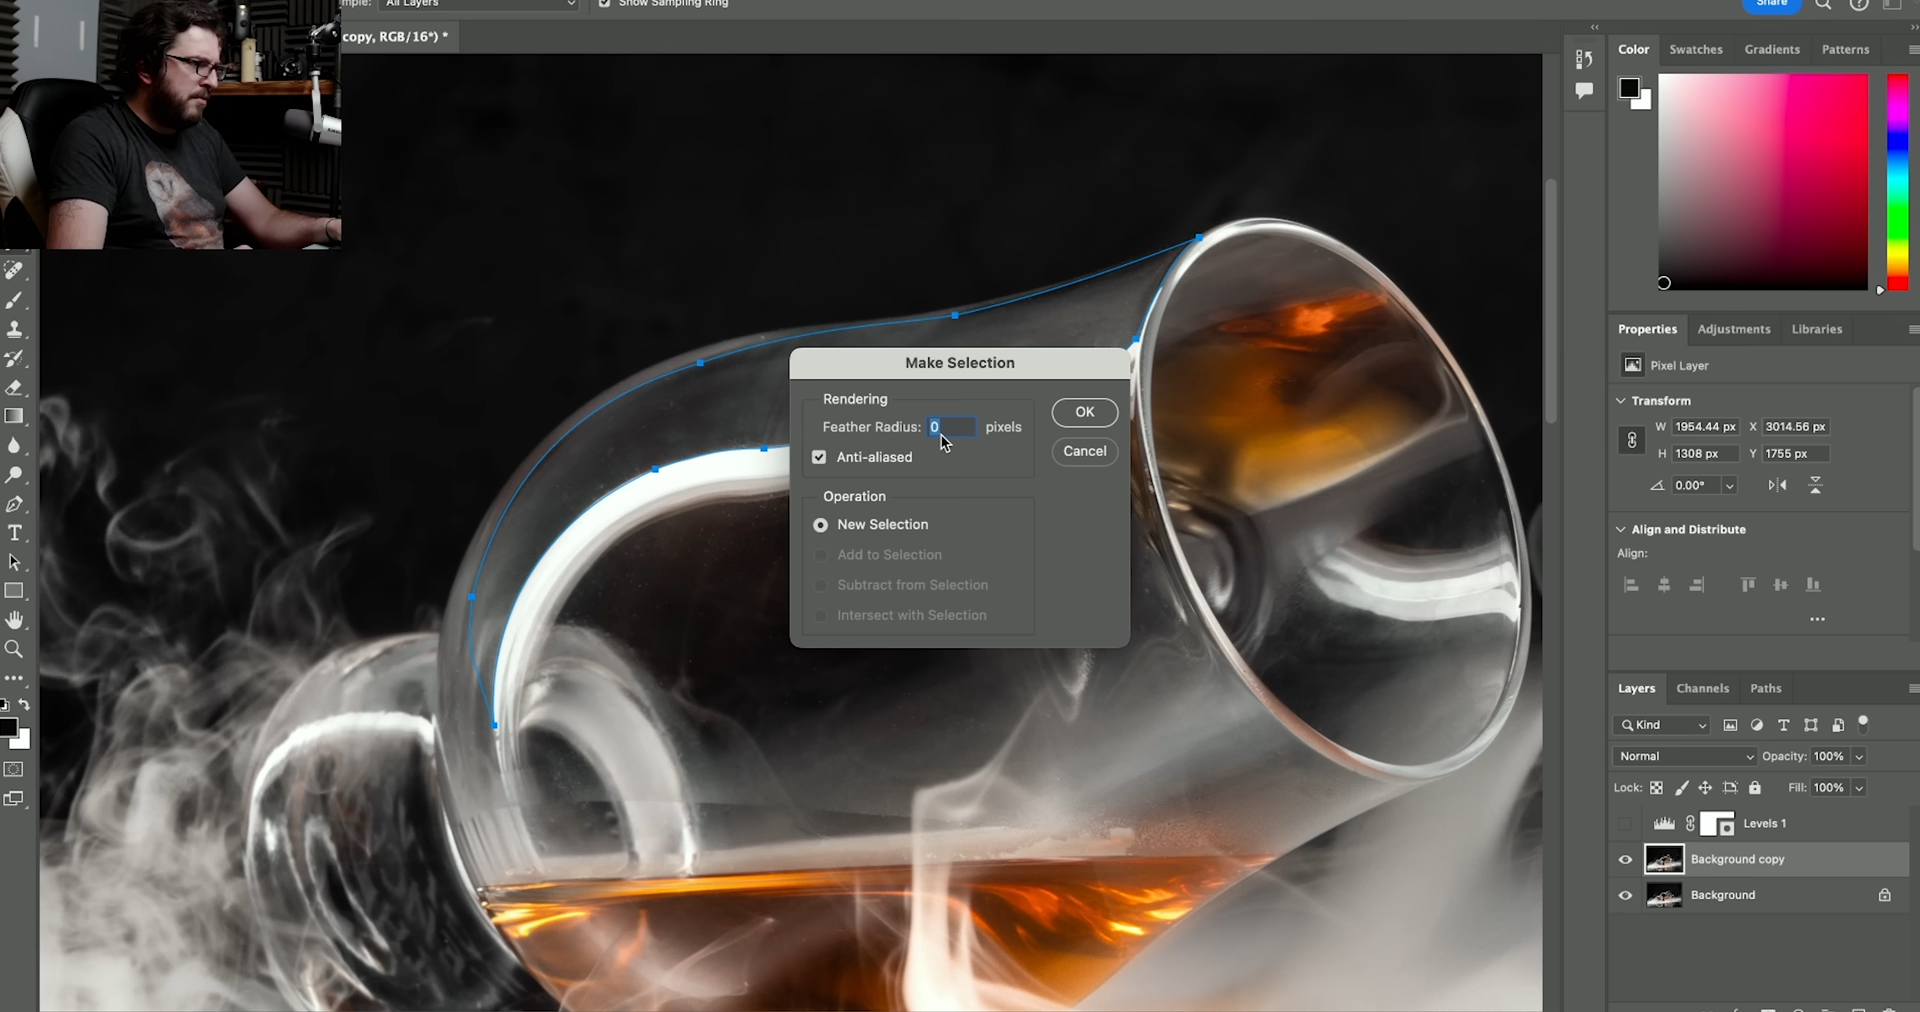 All Layers
Show Sampling Ring
Share
copy, RGB/16*) *
Color
Swatches
Gradients
Patterns
Make Selection
Rendering
Feather Radius: 0 pixels
Anti-aliased
OK
Cancel
Operation
New Selection
Add to Selection
Subtract from Selection
Intersect with Selection
Properties
Adjustments
Libraries
Pixel Layer
Transform
W 1954.44 px X 3014.56 px
H 1308 px Y 1755 px
0.00°
Align and Distribute
Align:
Layers
Channels
Paths
Kind
Normal
Opacity: 100%
Lock:
Fill: 100%
Levels 1
Background copy
Background